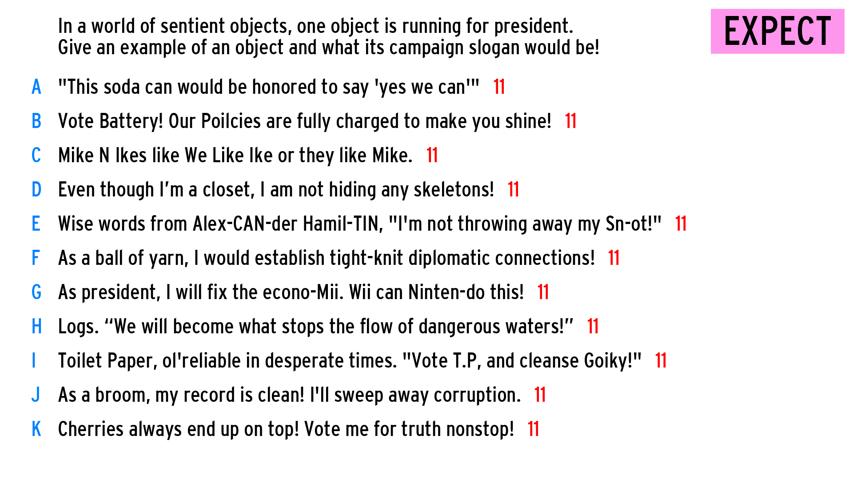 In a world of sentient objects, one object is running for president.
Give an example of an object and what its campaign slogan would be!
EXPECT
A "This soda can would be honored to say 'yes we can'" 11
B Vote Battery! Our Poilcies are fully charged to make you shine! 11
C Mike N Ikes like We Like Ike or they like Mike. 11
D Even though I'm a closet, I am not hiding any skeletons! 11
E Wise words from Alex-CAN-der Hamil-TIN, "I'm not throwing away my Sn-ot!" 11
F As a ball of yarn, I would establish tight-knit diplomatic connections! 11
G As president, I will fix the econo-Mii. Wii can Ninten-do this! 11
H Logs. “We will become what stops the flow of dangerous waters!” 11
I Toilet Paper, ol'reliable in desperate times. "Vote T.P, and cleanse Goiky!" 11
J As a broom, my record is clean! I'll sweep away corruption. 11
K Cherries always end up on top! Vote me for truth nonstop! 11